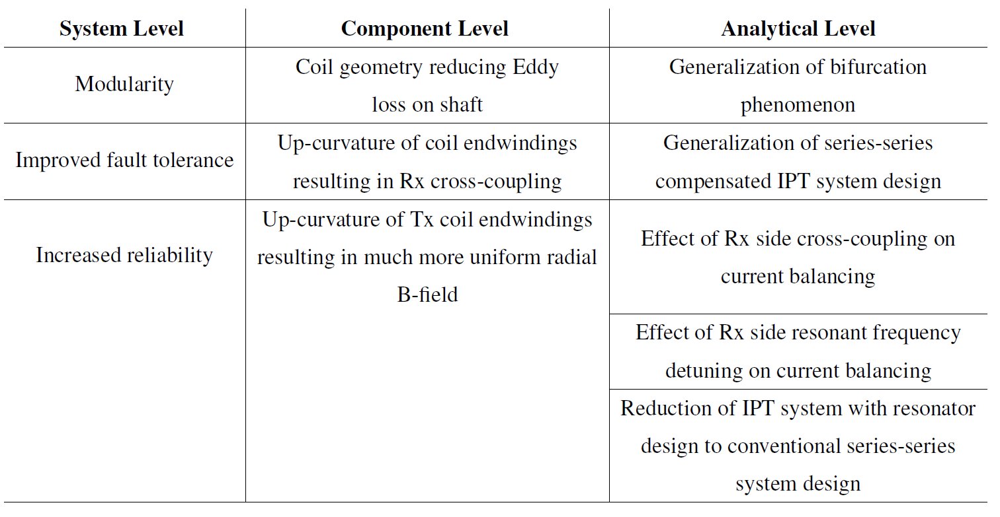 System Level
Component Level
Analytical Level
Modularity
Coil geometry reducing Eddy
loss on shaft
Generalization of bifurcation
phenomenon
Improved fault tolerance
Up-curvature of coil endwindings
resulting in Rx cross-coupling
Generalization of series-series
compensated IPT system design
Increased reliability
Up-curvature of Tx coil endwindings
resulting in much more uniform radial
B-field
Effect of Rx side cross-coupling on
current balancing
Effect of Rx side resonant frequency
detuning on current balancing
Reduction of IPT system with resonator
design to conventional series-series
system design